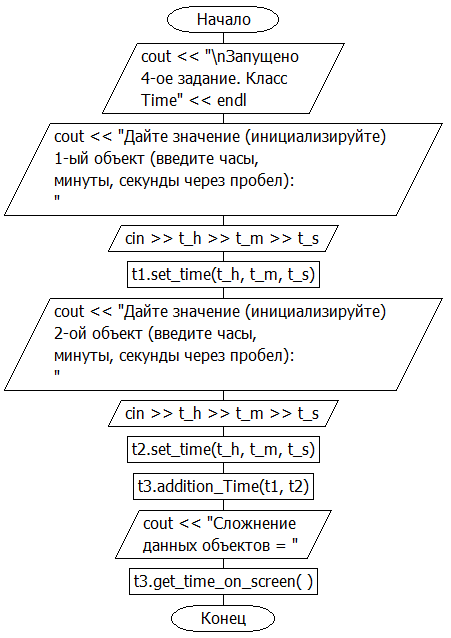 Начало
cout << "\nЗапущено
4-ое задание. Класс
Time" << endl
cout << "Дайте значение (инициализируйте)
1-ый объект (введите часы,
минуты, секунды через пробел):
"
cin >> t_h >> t_m >> t_s
t1.set_time(t_h, t_m, t_s)
cout << "Дайте значение (инициализируйте)
2-ой объект (введите часы,
минуты, секунды через пробел):
"
cin >> t_h >> t_m >> t_s
t2.set_time(t_h, t_m, t_s)
t3.addition_Time(t1, t2)
cout << "Сложнение
данных объектов = "
t3.get_time_on_screen( )
Конец